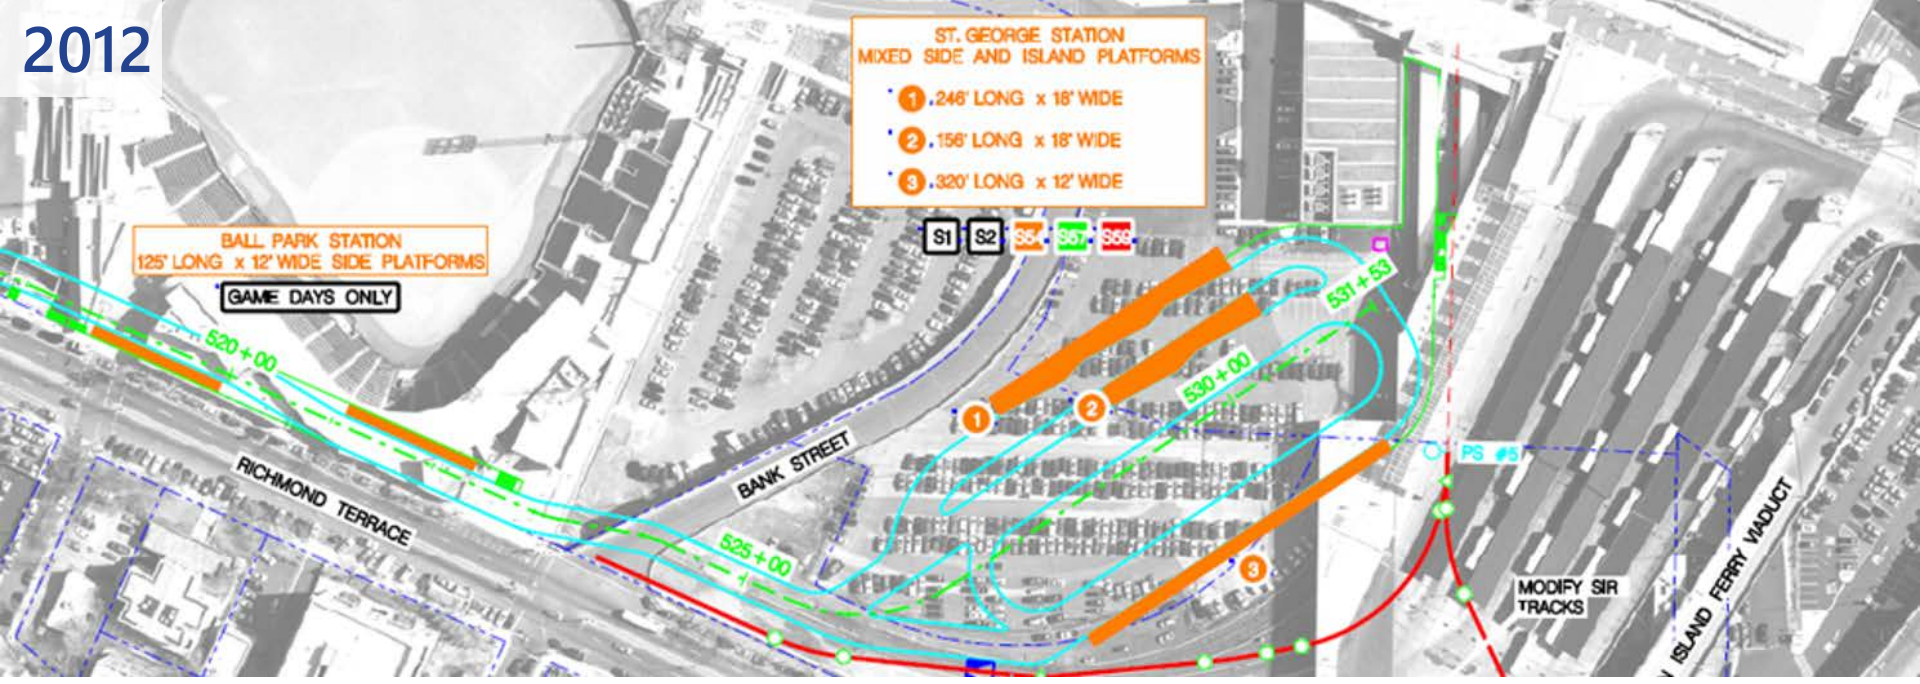 2012
ST. GEORGE STATION
MIXED SIDE AND ISLAND PLATFORMS
1 246' LONG x 18' WIDE
2 156' LONG x 18' WIDE
3 320' LONG x 12' WIDE
S1 S2 S54 S57 S59
BALL PARK STATION
125' LONG x 12' WIDE SIDE PLATFORMS
GAME DAYS ONLY
520+00
531+53
530+00
1
2
BANK STREET
RICHMOND TERRACE
PS #5
525+00
3
MODIFY SIR
TRACKS
ISLAND FERRY VIADUCT